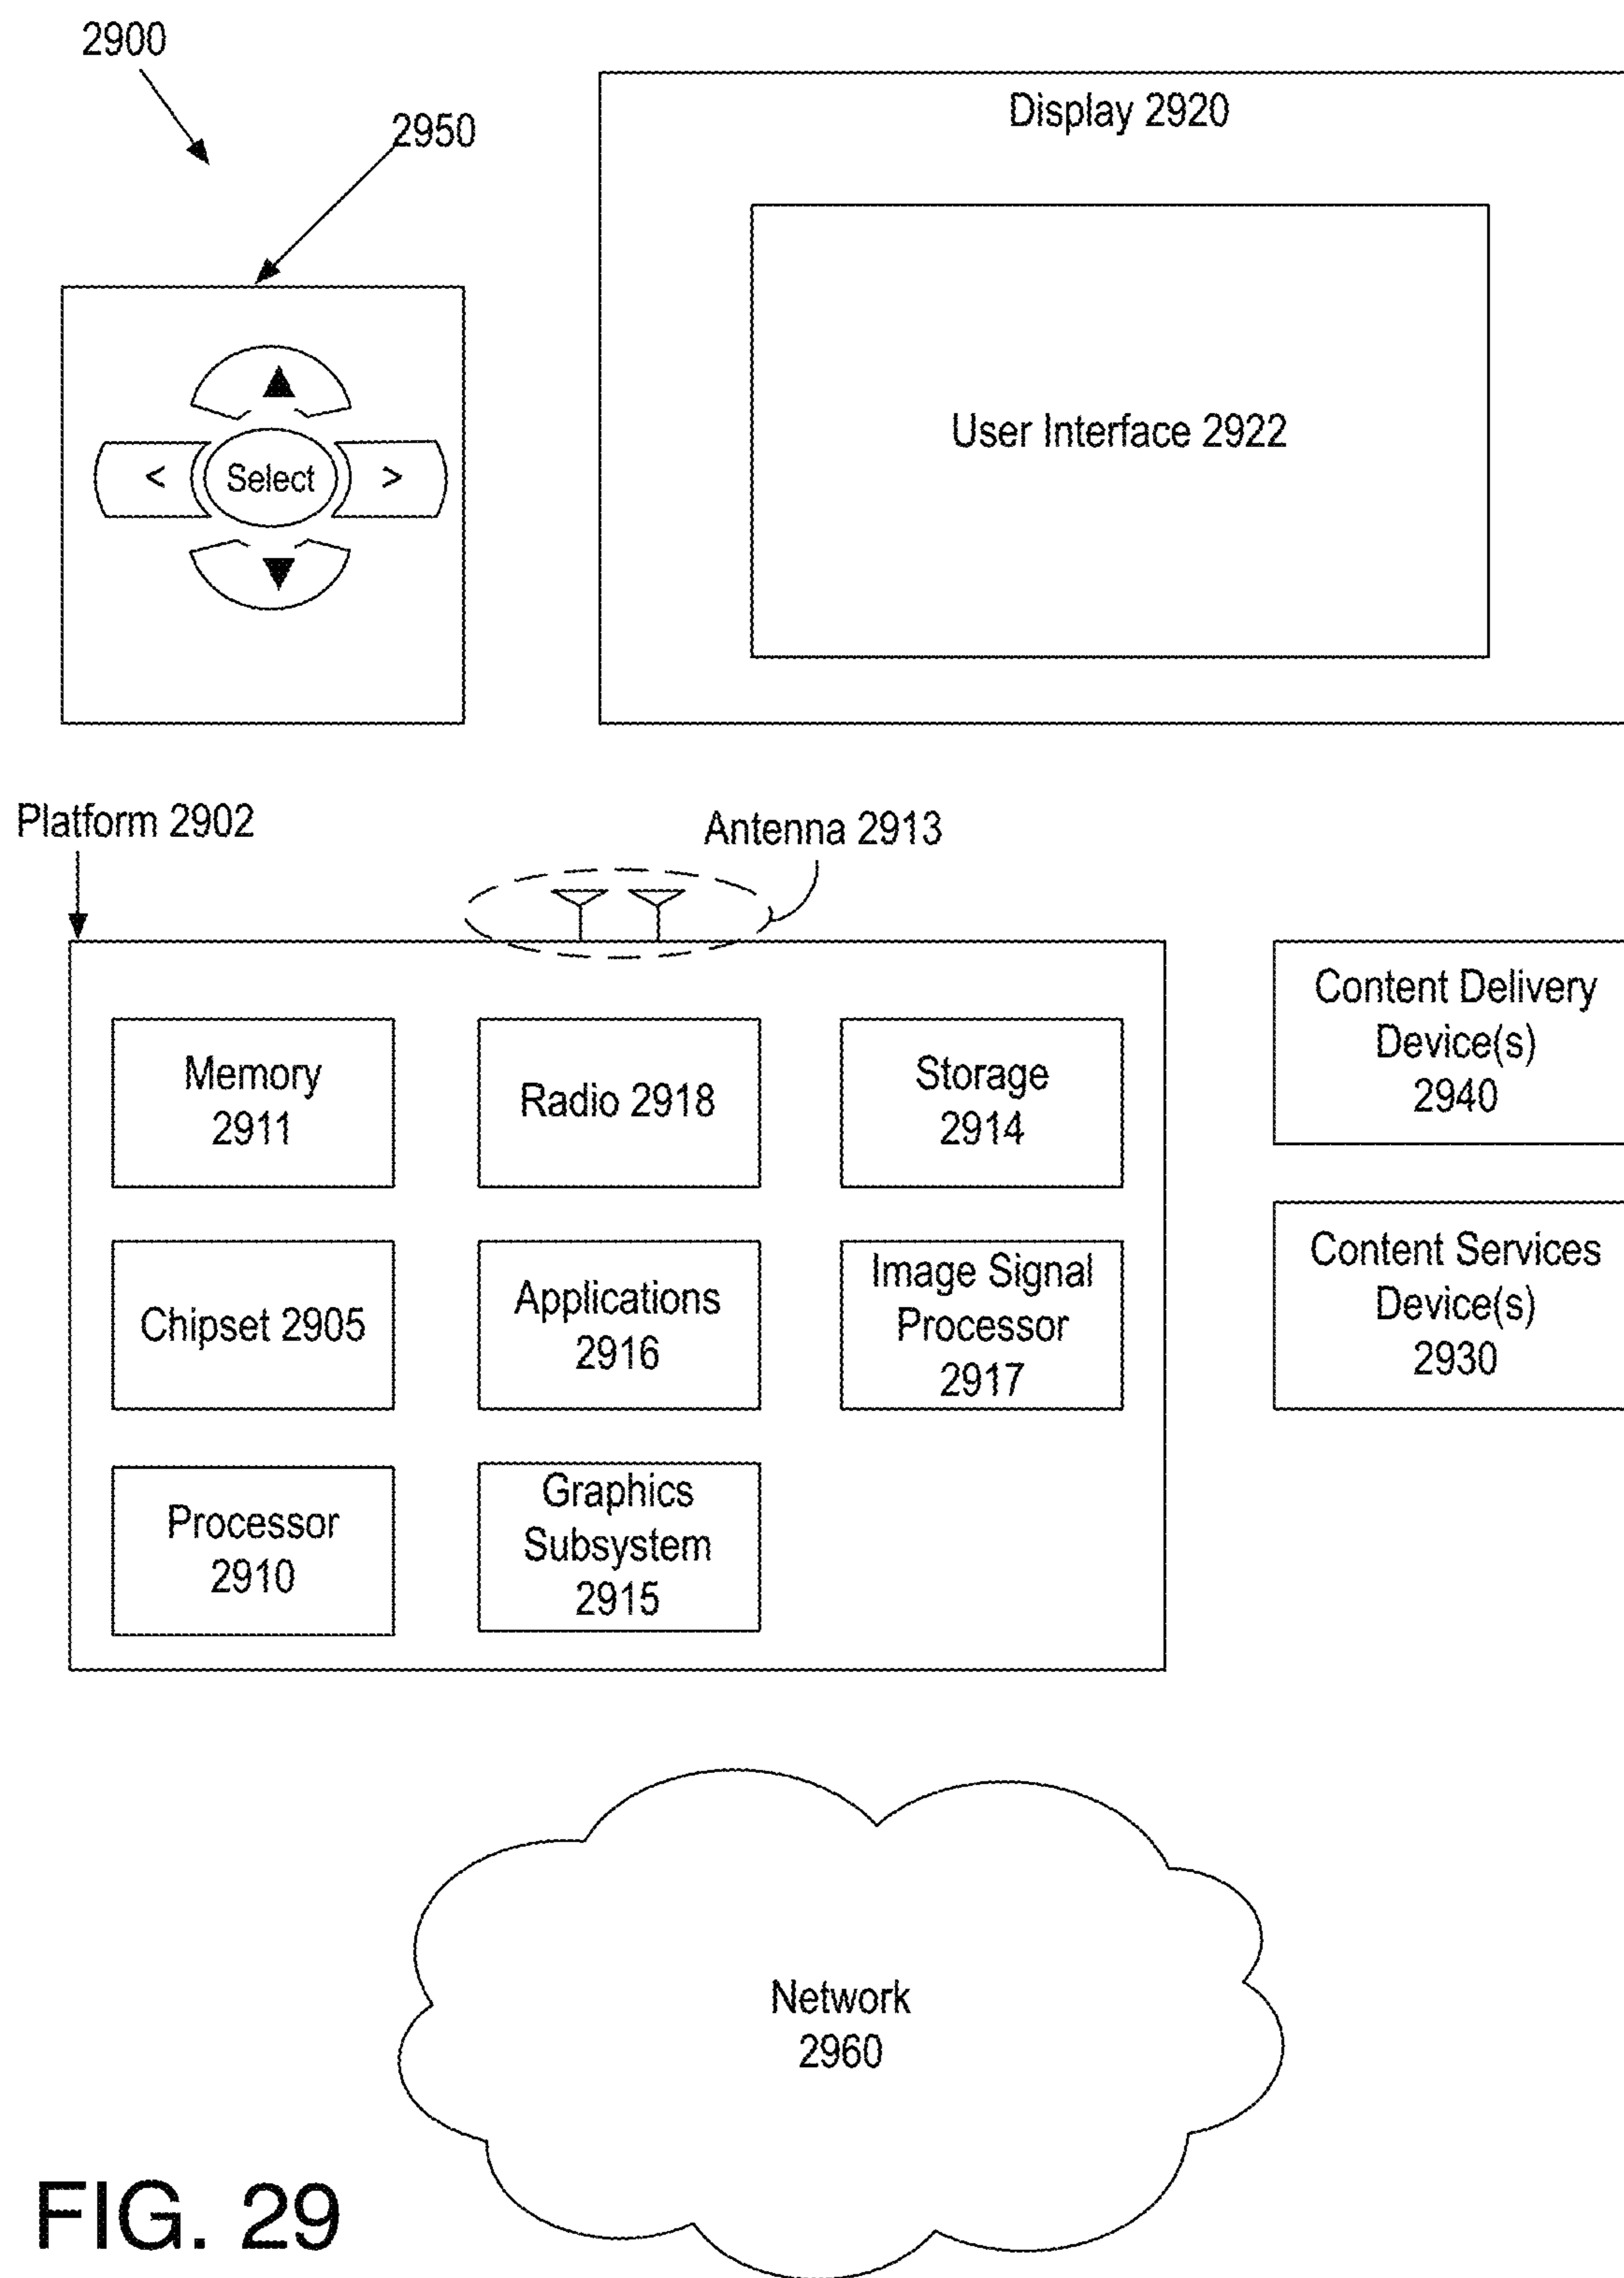 2900
2950
Display 2920
User Interface 2922
<
Select
>
Platform 2902
Antenna 2913
Memory
2911
Radio 2918
Storage
2914
Content Delivery
Device(s)
2940
Chipset 2905
Applications
2916
Image Signal
Processor
2917
Content Services
Device(s)
2930
Processor
2910
Graphics
Subsystem
2915
Network
2960
FIG. 29